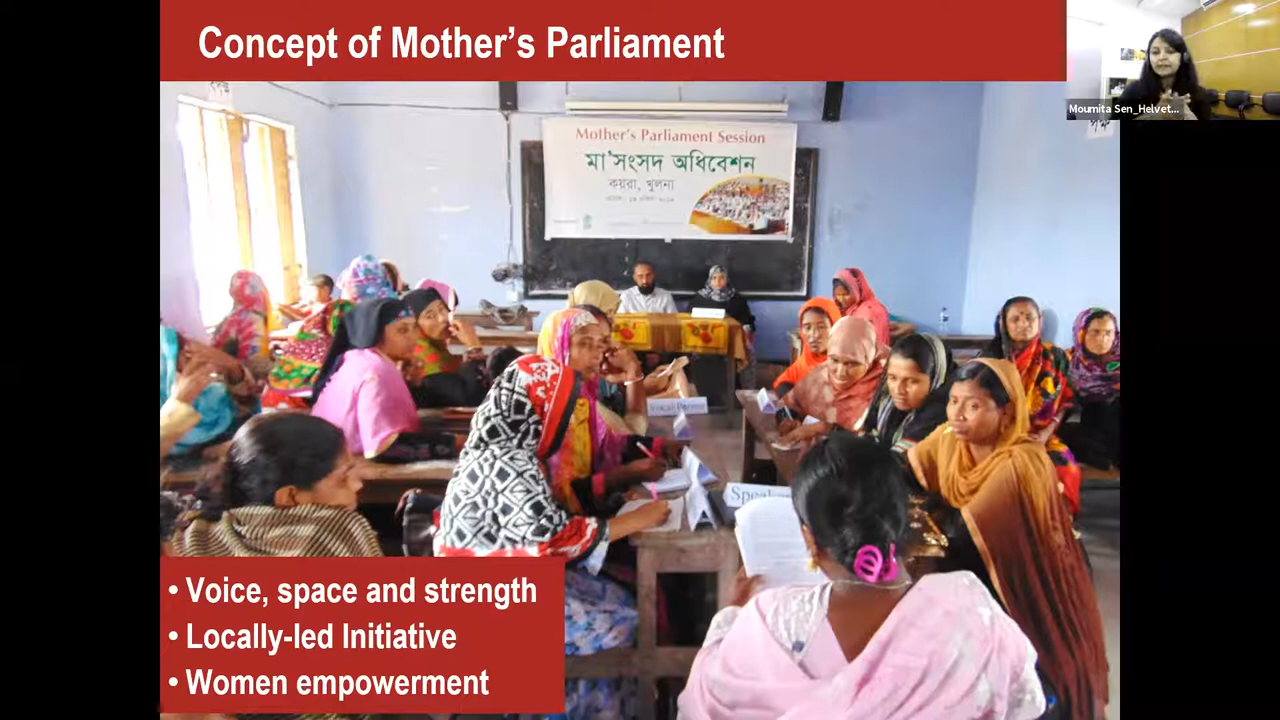 Concept of Mother's Parliament
Moumita Sen_Helvet...
Mother's Parliament Session
মা'সংসদ অধিবেশন
কয়রা, খুলনা
• Voice, space and strength
• Locally-led Initiative
• Women empowerment